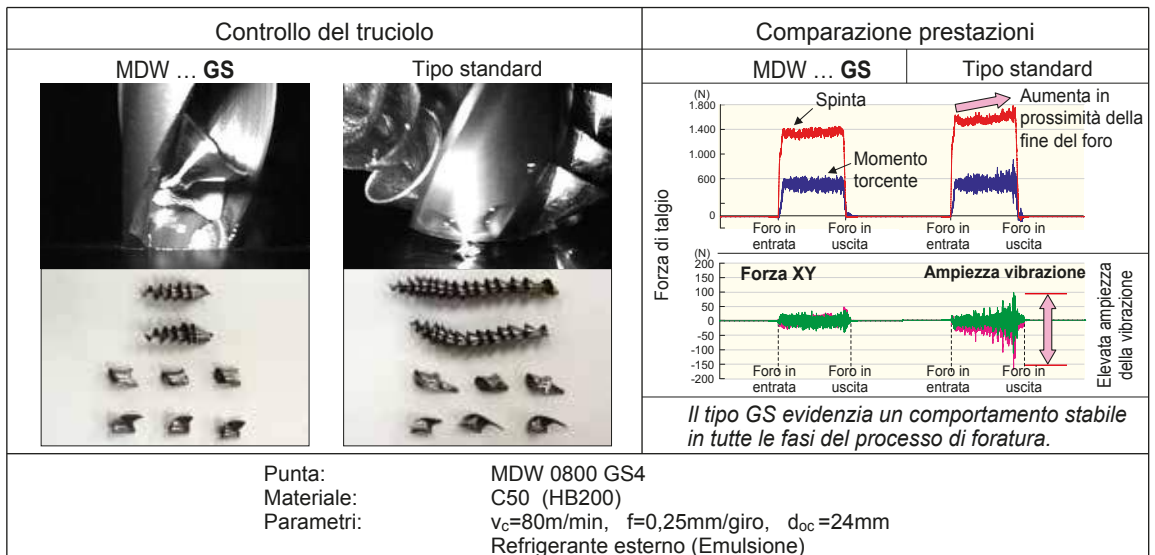 Controllo del truciolo
MDW … GS
Tipo standard
Comparazione prestazioni
MDW … GS
Tipo standard
Forza di talgio
(N)
1.800
1.400
1.000
600
0
Spinta
Momento
torcente
Aumenta in
prossimità della
fine del foro
Foro in
entrata
Foro in
uscita
Foro in
entrata
Foro in
uscita
(N)
200
150
100
50
0
-50
-100
-150
-200
Forza XY
Ampiezza vibrazione
Foro in
entrata
Foro in
uscita
Foro in
entrata
Foro in
uscita
Elevata ampiezza
della vibrazione
Il tipo GS evidenzia un comportamento stabile
in tutte le fasi del processo di foratura.
Punta: MDW 0800 GS4
Materiale: C50 (HB200)
Parametri: vc=80m/min, f=0,25mm/giro, doc=24mm
Refrigerante esterno (Emulsione)